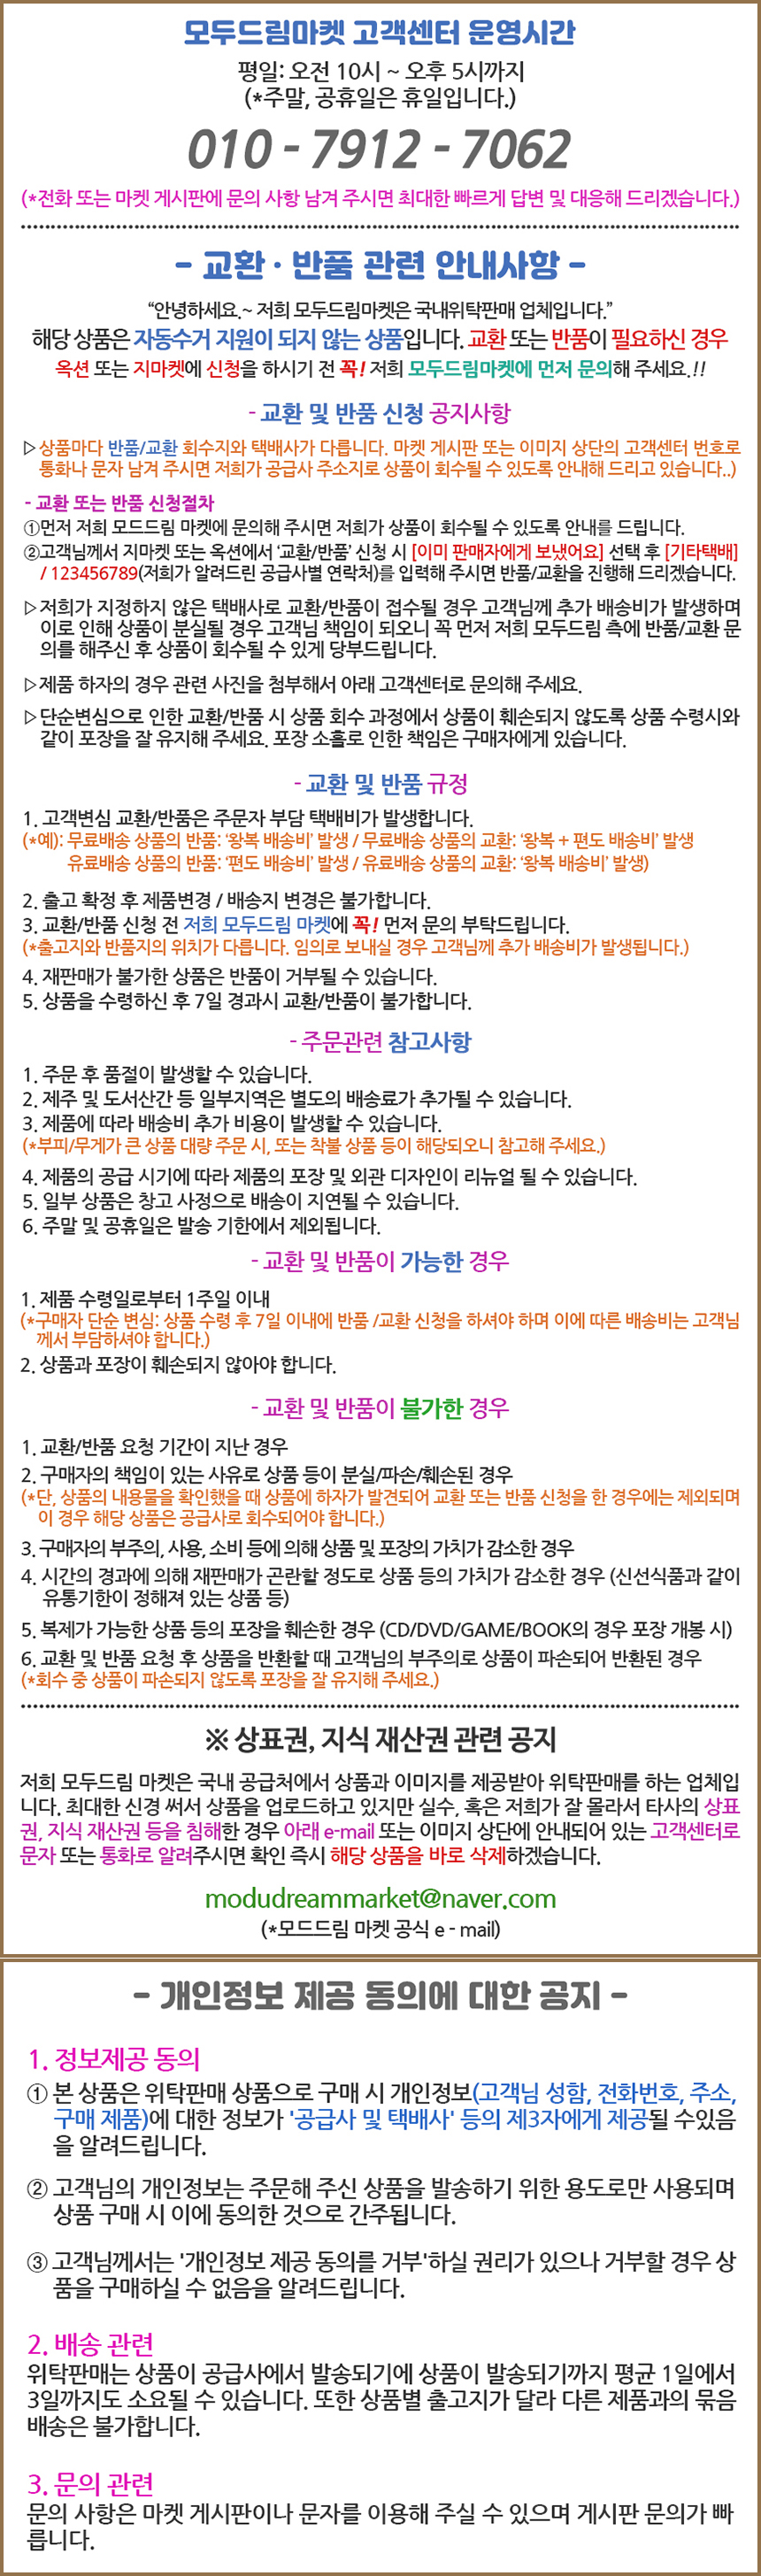 모두드림마켓 고객센터 운영시간
평일: 오전 10시 ~ 오후 5시까지
(*주말, 공휴일은 휴일입니다.)
010 - 7912 - 7062
(*전화 또는 마켓 게시판에 문의 사항 남겨 주시면 최대한 빠르게 답변 및 대응해 드리겠습니다.)
- 교환 · 반품 관련 안내사항 -
“안녕하세요.~ 저희 모두드림마켓은 국내위탁판매 업체입니다.”
해당 상품은 자동수거 지원이 되지 않는 상품입니다. 교환 또는 반품이 필요하신 경우
옥션 또는 지마켓에 신청을 하시기 전 꼭! 저희 모두드림마켓에 먼저 문의해 주세요.!!
- 교환 및 반품 신청 공지사항
▷상품마다 반품/교환 회수지와 택배사가 다릅니다. 마켓 게시판 또는 이미지 상단의 고객센터 번호로
통화나 문자 남겨 주시면 저희가 공급사 주소지로 상품이 회수될 수 있도록 안내해 드리고 있습니다..)
- 교환 또는 반품 신청절차
①먼저 저희 모드드림 마켓에 문의해 주시면 저희가 상품이 회수될 수 있도록 안내를 드립니다.
②고객님께서 지마켓 또는 옥션에서 ‘교환/반품’ 신청 시 [이미 판매자에게 보냈어요] 선택 후 [기타택배]
/ 123456789(저희가 알려드린 공급사별 연락처)를 입력해 주시면 반품/교환을 진행해 드리겠습니다.
▷저희가 지정하지 않은 택배사로 교환/반품이 접수될 경우 고객님께 추가 배송비가 발생하며
이로 인해 상품이 분실될 경우 고객님 책임이 되오니 꼭 먼저 저희 모두드림 측에 반품/교환 문
의를 해주신 후 상품이 회수될 수 있게 당부드립니다.
▷제품 하자의 경우 관련 사진을 첨부해서 아래 고객센터로 문의해 주세요.
▷단순변심으로 인한 교환/반품 시 상품 회수 과정에서 상품이 훼손되지 않도록 상품 수령시와
같이 포장을 잘 유지해 주세요. 포장 소홀로 인한 책임은 구매자에게 있습니다.
- 교환 및 반품 규정
1. 고객변심 교환/반품은 주문자 부담 택배비가 발생합니다.
(*예): 무료배송 상품의 반품: ‘왕복 배송비’ 발생 / 무료배송 상품의 교환: ‘왕복 + 편도 배송비’ 발생
유료배송 상품의 반품: ‘편도 배송비’ 발생 / 유료배송 상품의 교환: ‘왕복 배송비’ 발생)
2. 출고 확정 후 제품변경 / 배송지 변경은 불가합니다.
3. 교환/반품 신청 전 저희 모두드림 마켓에 꼭! 먼저 문의 부탁드립니다.
(*출고지와 반품지의 위치가 다릅니다. 임의로 보내실 경우 고객님께 추가 배송비가 발생됩니다.)
4. 재판매가 불가한 상품은 반품이 거부될 수 있습니다.
5. 상품을 수령하신 후 7일 경과시 교환/반품이 불가합니다.
- 주문관련 참고사항
1. 주문 후 품절이 발생할 수 있습니다.
2. 제주 및 도서산간 등 일부지역은 별도의 배송료가 추가될 수 있습니다.
3. 제품에 따라 배송비 추가 비용이 발생할 수 있습니다.
(*부피/무게가 큰 상품 대량 주문 시, 또는 착불 상품 등이 해당되오니 참고해 주세요.)
4. 제품의 공급 시기에 따라 제품의 포장 및 외관 디자인이 리뉴얼 될 수 있습니다.
5. 일부 상품은 창고 사정으로 배송이 지연될 수 있습니다.
6. 주말 및 공휴일은 발송 기한에서 제외됩니다.
- 교환 및 반품이 가능한 경우
1. 제품 수령일로부터 1주일 이내
(*구매자 단순 변심: 상품 수령 후 7일 이내에 반품 /교환 신청을 하셔야 하며 이에 따른 배송비는 고객님
께서 부담하셔야 합니다.)
2. 상품과 포장이 훼손되지 않아야 합니다.
- 교환 및 반품이 불가한 경우
1. 교환/반품 요청 기간이 지난 경우
2. 구매자의 책임이 있는 사유로 상품 등이 분실/파손/훼손된 경우
(*단, 상품의 내용물을 확인했을 때 상품에 하자가 발견되어 교환 또는 반품 신청을 한 경우에는 제외되며
이 경우 해당 상품은 공급사로 회수되어야 합니다.)
3. 구매자의 부주의, 사용, 소비 등에 의해 상품 및 포장의 가치가 감소한 경우
4. 시간의 경과에 의해 재판매가 곤란할 정도로 상품 등의 가치가 감소한 경우 (신선식품과 같이
유통기한이 정해져 있는 상품 등)
5. 복제가 가능한 상품 등의 포장을 훼손한 경우 (CD/DVD/GAME/BOOK의 경우 포장 개봉 시)
6. 교환 및 반품 요청 후 상품을 반환할 때 고객님의 부주의로 상품이 파손되어 반환된 경우
(*회수 중 상품이 파손되지 않도록 포장을 잘 유지해 주세요.)
※ 상표권, 지식 재산권 관련 공지
저희 모두드림 마켓은 국내 공급처에서 상품과 이미지를 제공받아 위탁판매를 하는 업체입
니다. 최대한 신경 써서 상품을 업로드하고 있지만 실수, 혹은 저희가 잘 몰라서 타사의 상표
권, 지식 재산권 등을 침해한 경우 아래 e-mail 또는 이미지 상단에 안내되어 있는 고객센터로
문자 또는 통화로 알려주시면 확인 즉시 해당 상품을 바로 삭제하겠습니다.
modudreammarket@naver.com
(*모드드림 마켓 공식 e - mail)
- 개인정보 제공 동의에 대한 공지 -
1. 정보제공 동의
① 본 상품은 위탁판매 상품으로 구매 시 개인정보(고객님 성함, 전화번호, 주소,
구매 제품)에 대한 정보가 '공급사 및 택배사' 등의 제3자에게 제공될 수있음
을 알려드립니다.
② 고객님의 개인정보는 주문해 주신 상품을 발송하기 위한 용도로만 사용되며
상품 구매 시 이에 동의한 것으로 간주됩니다.
③ 고객님께서는 '개인정보 제공 동의를 거부'하실 권리가 있으나 거부할 경우 상
품을 구매하실 수 없음을 알려드립니다.
2. 배송 관련
위탁판매는 상품이 공급사에서 발송되기에 상품이 발송되기까지 평균 1일에서
3일까지도 소요될 수 있습니다. 또한 상품별 출고지가 달라 다른 제품과의 묶음
배송은 불가합니다.
3. 문의 관련
문의 사항은 마켓 게시판이나 문자를 이용해 주실 수 있으며 게시판 문의가 빠
릅니다.